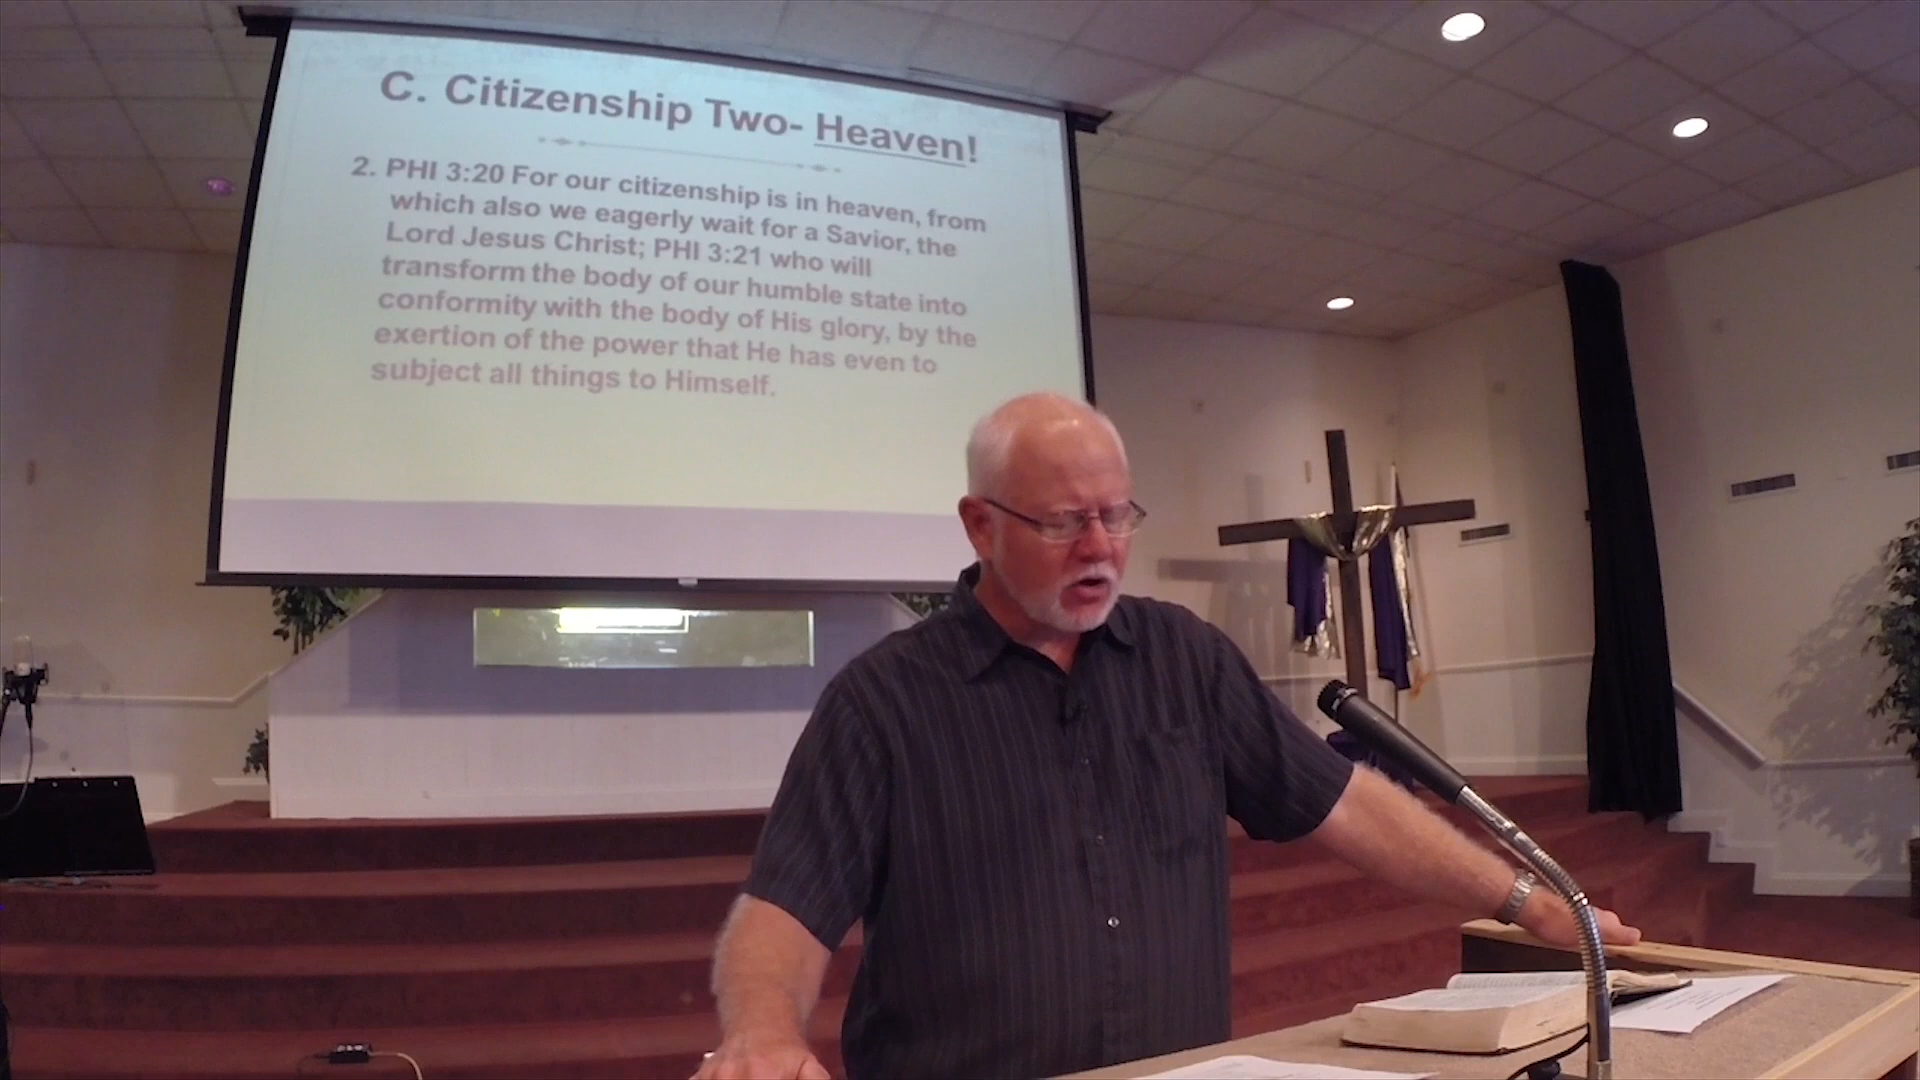 C. Citizenship Two- Heaven!
2. PHI 3:20 For our citizenship is in heaven, from
which also we eagerly wait for a Savior, the
Lord Jesus Christ; PHI 3:21 who will
transform the body of our humble state into
conformity with the body of His glory, by the
exertion of the power that He has even to
subject all things to Himself.